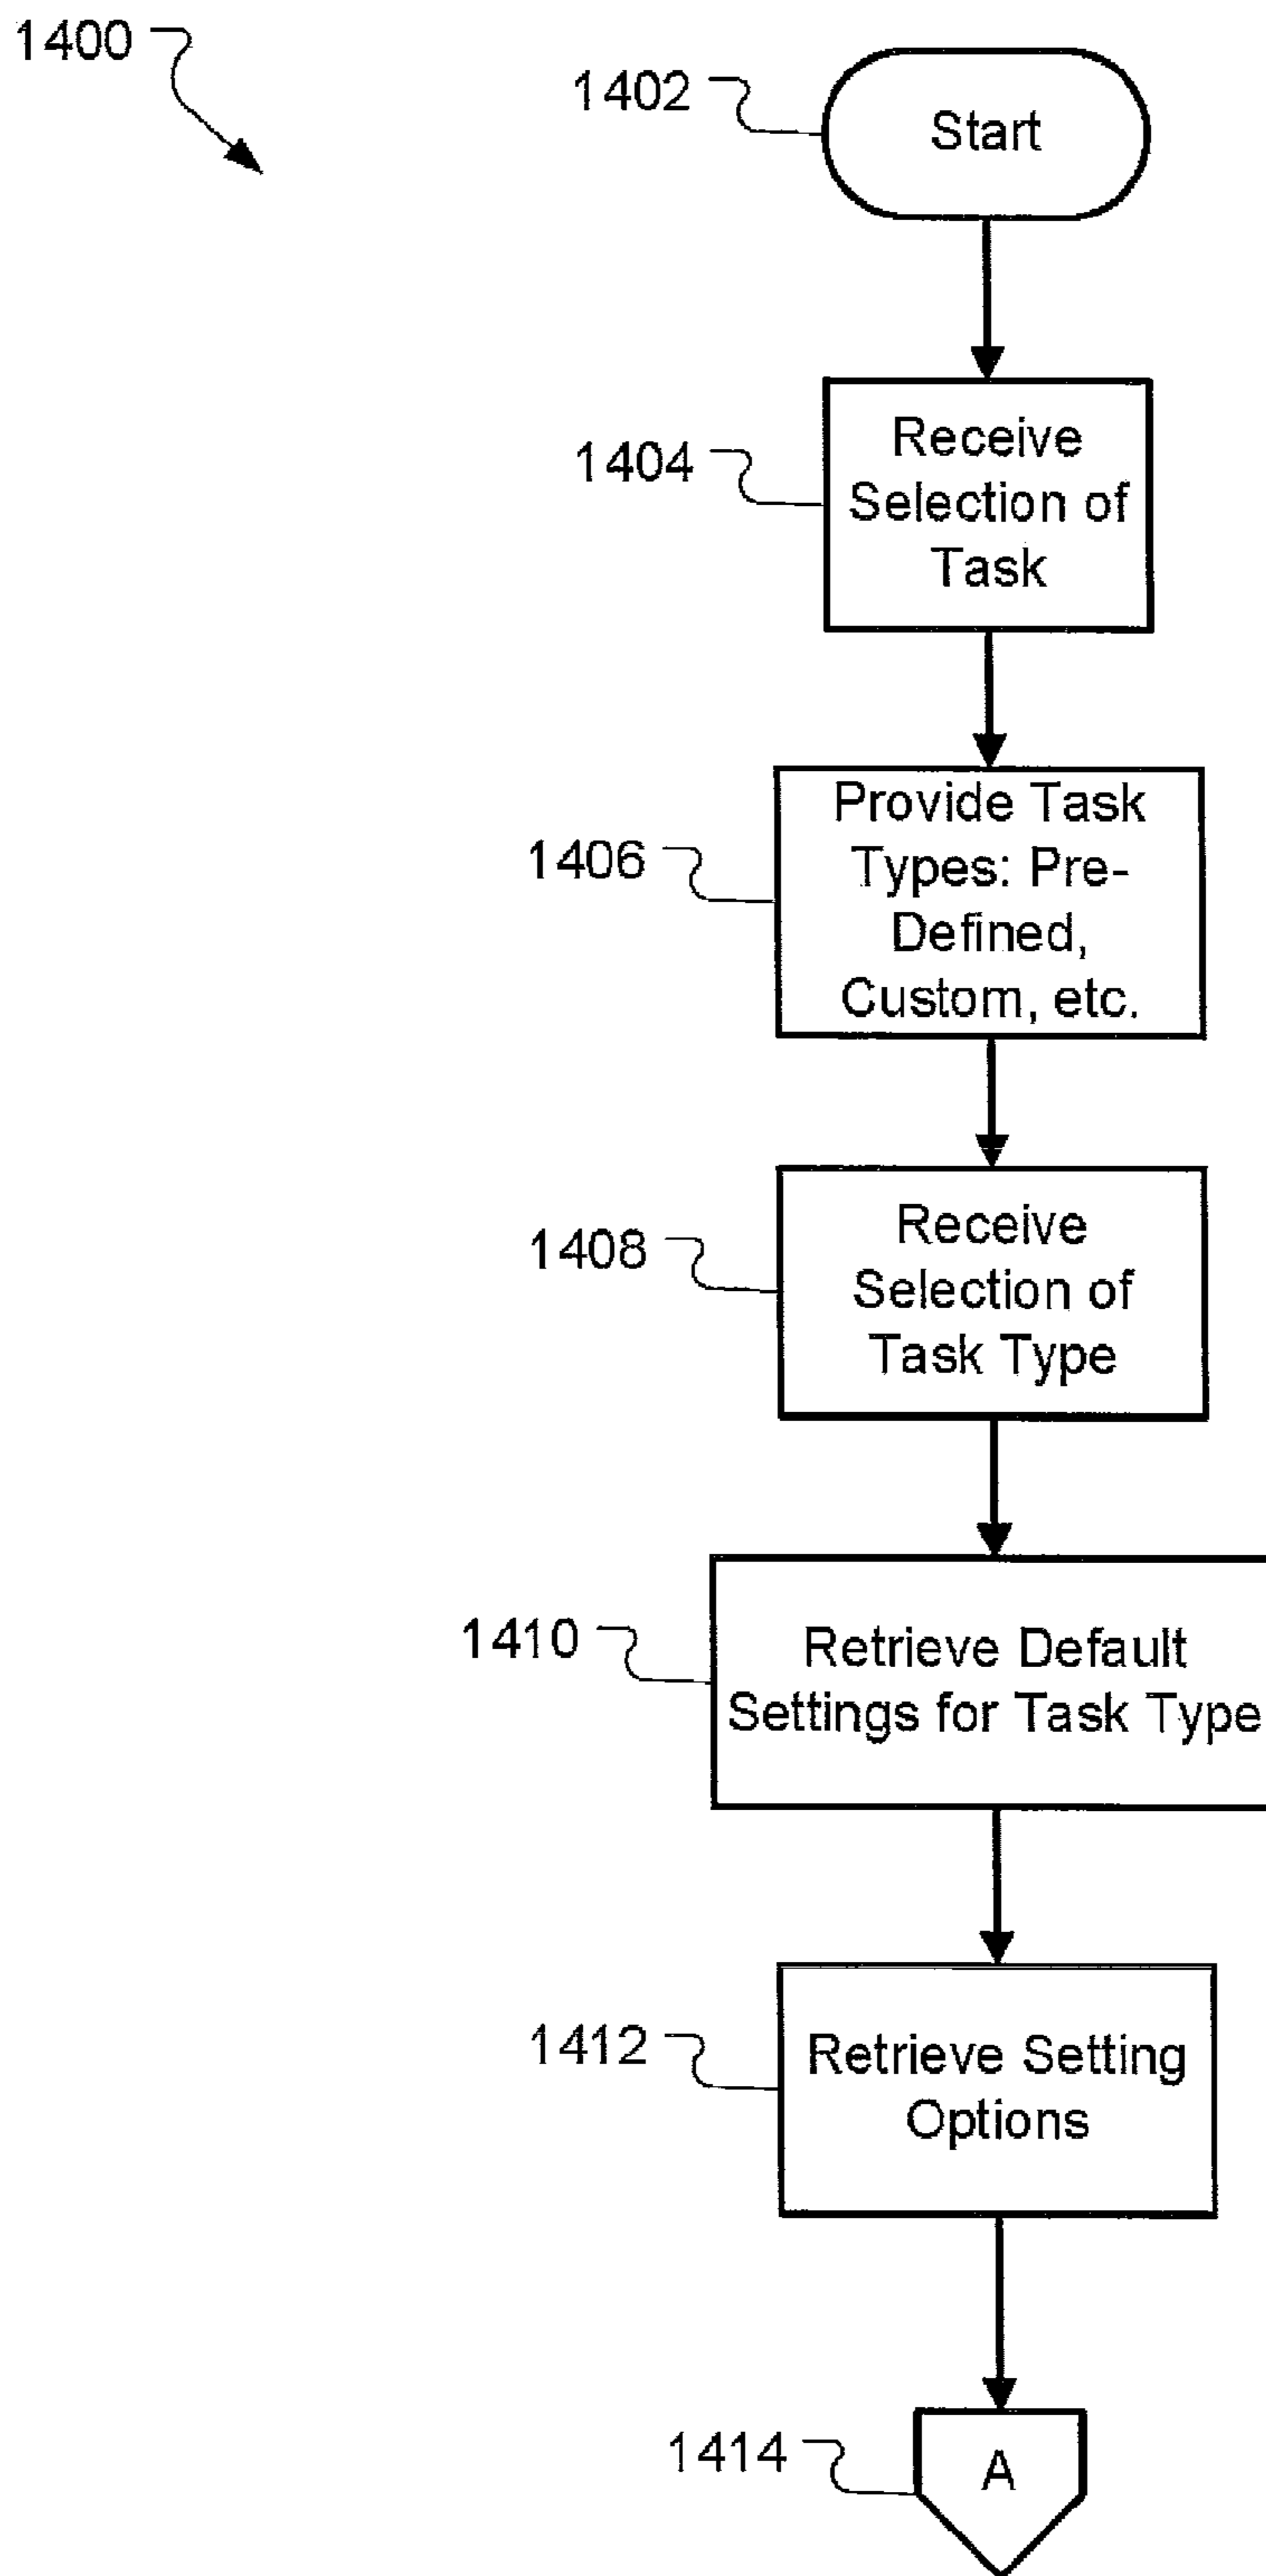 1400
1402
Start
1404
Receive
Selection of
Task
1406
Provide Task
Types: Pre-
Defined,
Custom, etc.
1408
Receive
Selection of
Task Type
1410
Retrieve Default
Settings for Task Type
1412
Retrieve Setting
Options
1414
A